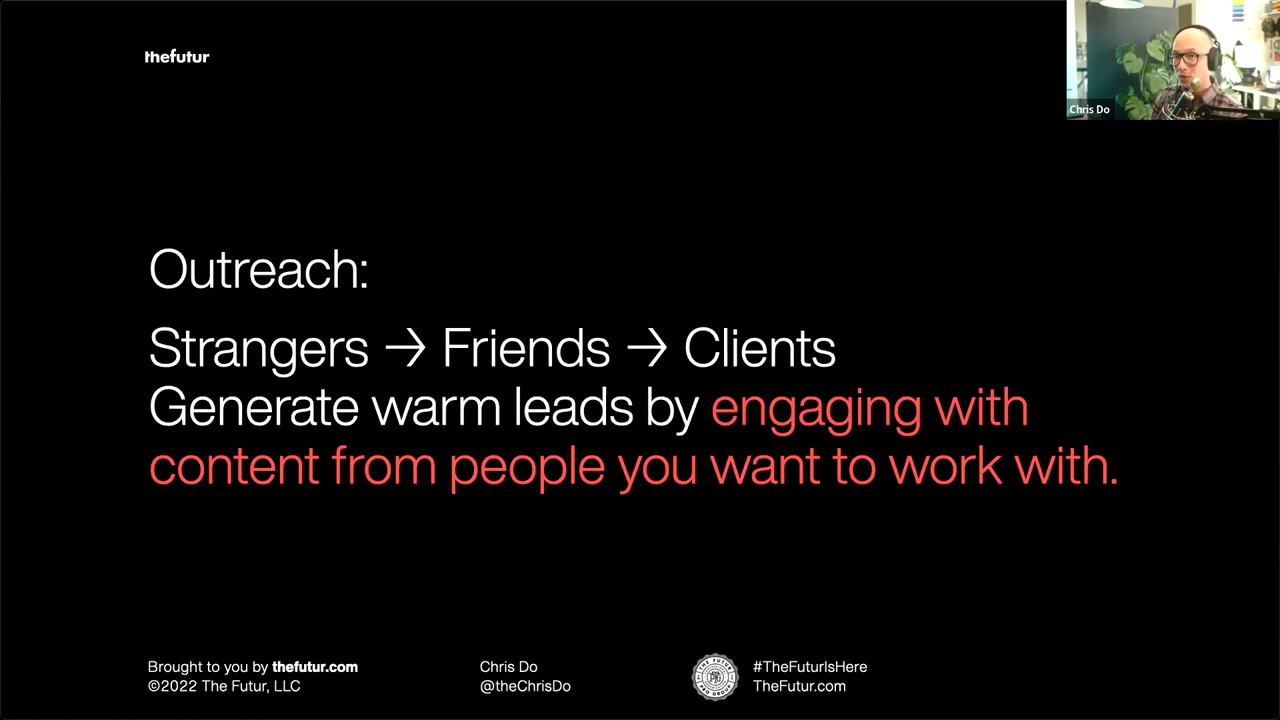 thefutur
Chris Do
Outreach:
Strangers → Friends → Clients
Generate warm leads by engaging with
content from people you want to work with.
Brought to you by thefutur.com
©2022 The Futur, LLC
Chris Do
@theChrisDo
#TheFuturIsHere
TheFutur.com